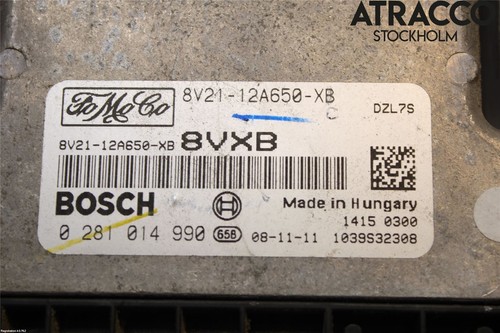 ATRACCO
STOCKHOLM
FoMoCo
8V21-12A650-XB
C
DZL7S
8V21-12A650-XB 8VXB
BOSCH
Made in Hungary
1415 0300
0 281 014 990 658 08-11-11 1039S32308